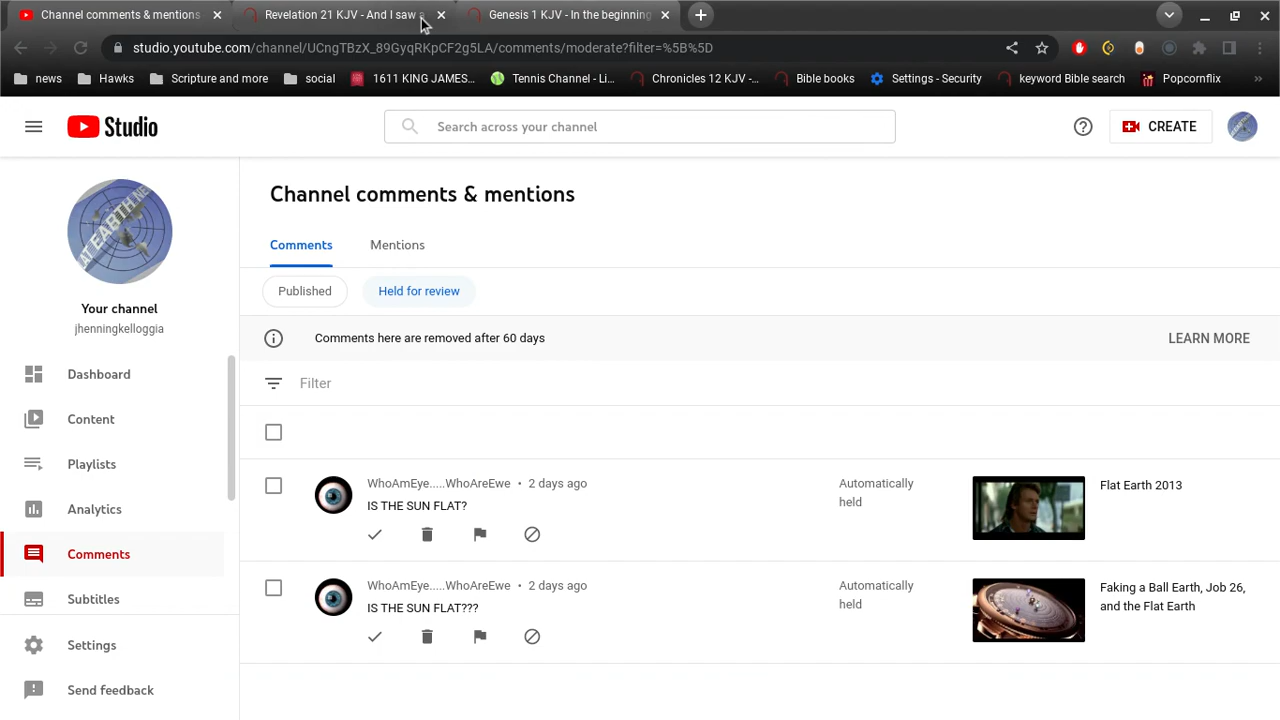 Channel comments & mentions
Revelation 21 KJV - And I saw
Genesis 1 KJV - In the beginning
studio.youtube.com/channel/UCngTBzX_89GyqRKpCF2g5LA/comments/moderate?filter=%5B%5D
news
Hawks
Scripture and more
social
1611 KING JAMES...
Tennis Channel - Li...
Chronicles 12 KJV -...
Bible books
Settings - Security
keyword Bible search
Popcornflix
»
Studio
Search across your channel
CREATE
Your channel
jhenningkelloggia
Dashboard
Content
Playlists
Analytics
Comments
Subtitles
Settings
Send feedback
Channel comments & mentions
Comments
Mentions
Published
Held for review
Comments here are removed after 60 days
LEARN MORE
Filter
WhoAmEye.....WhoAreEwe • 2 days ago
IS THE SUN FLAT?
Automatically
held
Flat Earth 2013
WhoAmEye.....WhoAreEwe • 2 days ago
IS THE SUN FLAT???
Automatically
held
Faking a Ball Earth, Job 26,
and the Flat Earth